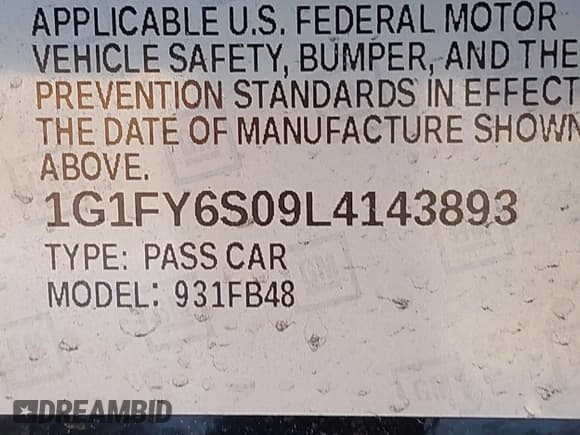 APPLICABLE U.S. FEDERAL MOTOR
VEHICLE SAFETY, BUMPER, AND THE
PREVENTION STANDARDS IN EFFECT
THE DATE OF MANUFACTURE SHOWN
ABOVE.
1G1FY6S09L4143893
TYPE: PASS CAR
MODEL: 931FB48
GM
DREAMBID